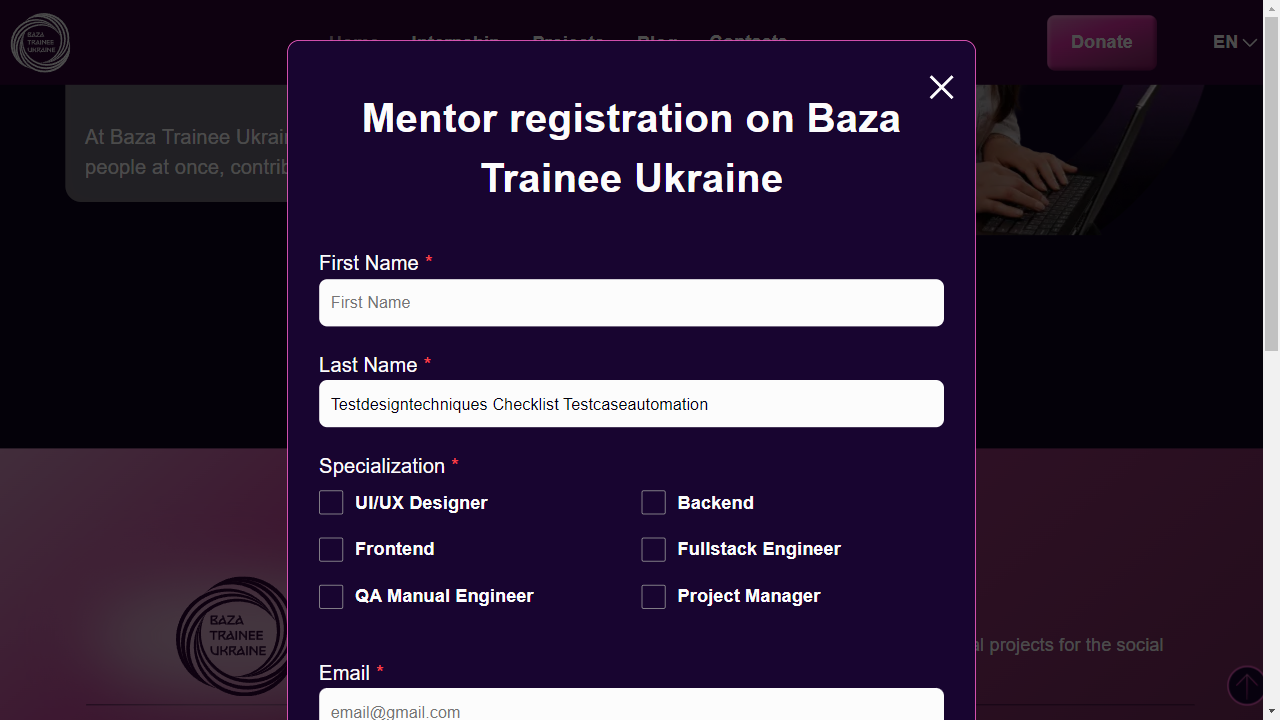 BAZA
TRAINEE
UKRAINE
Home Internship Projects Blog Contacts
Donate
EN
At Baza Trainee Ukrai
people at once, contrib
Mentor registration on Baza
Trainee Ukraine
First Name *
First Name
Last Name *
Testdesigntechniques Checklist Testcaseautomation
Specialization *
UI/UX Designer
Backend
Frontend
Fullstack Engineer
QA Manual Engineer
Project Manager
BAZA
TRAINEE
UKRAINE
al projects for the social
Email *
email@gmail.com